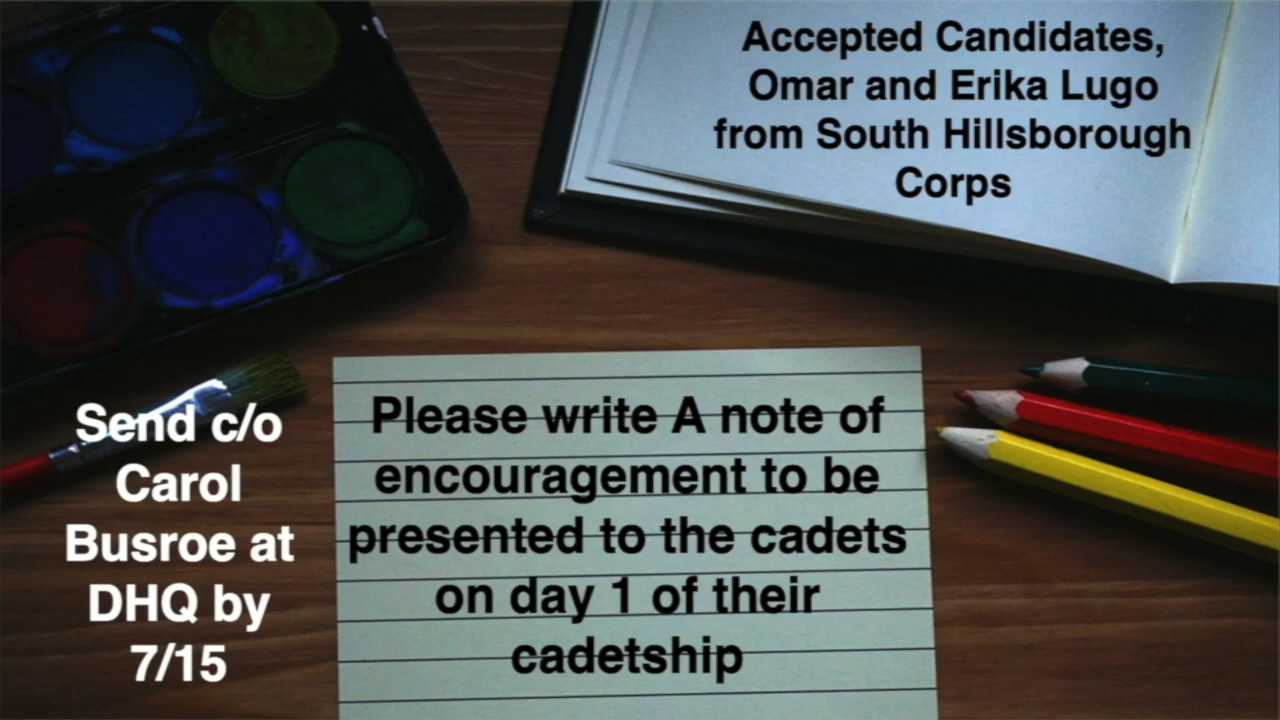 Accepted Candidates,
Omar and Erika Lugo
from South Hillsborough
Corps
Please write A note of
encouragement to be
presented to the cadets
on day 1 of their
cadetship
Send c/o
Carol
Busroe at
DHQ by
7/15